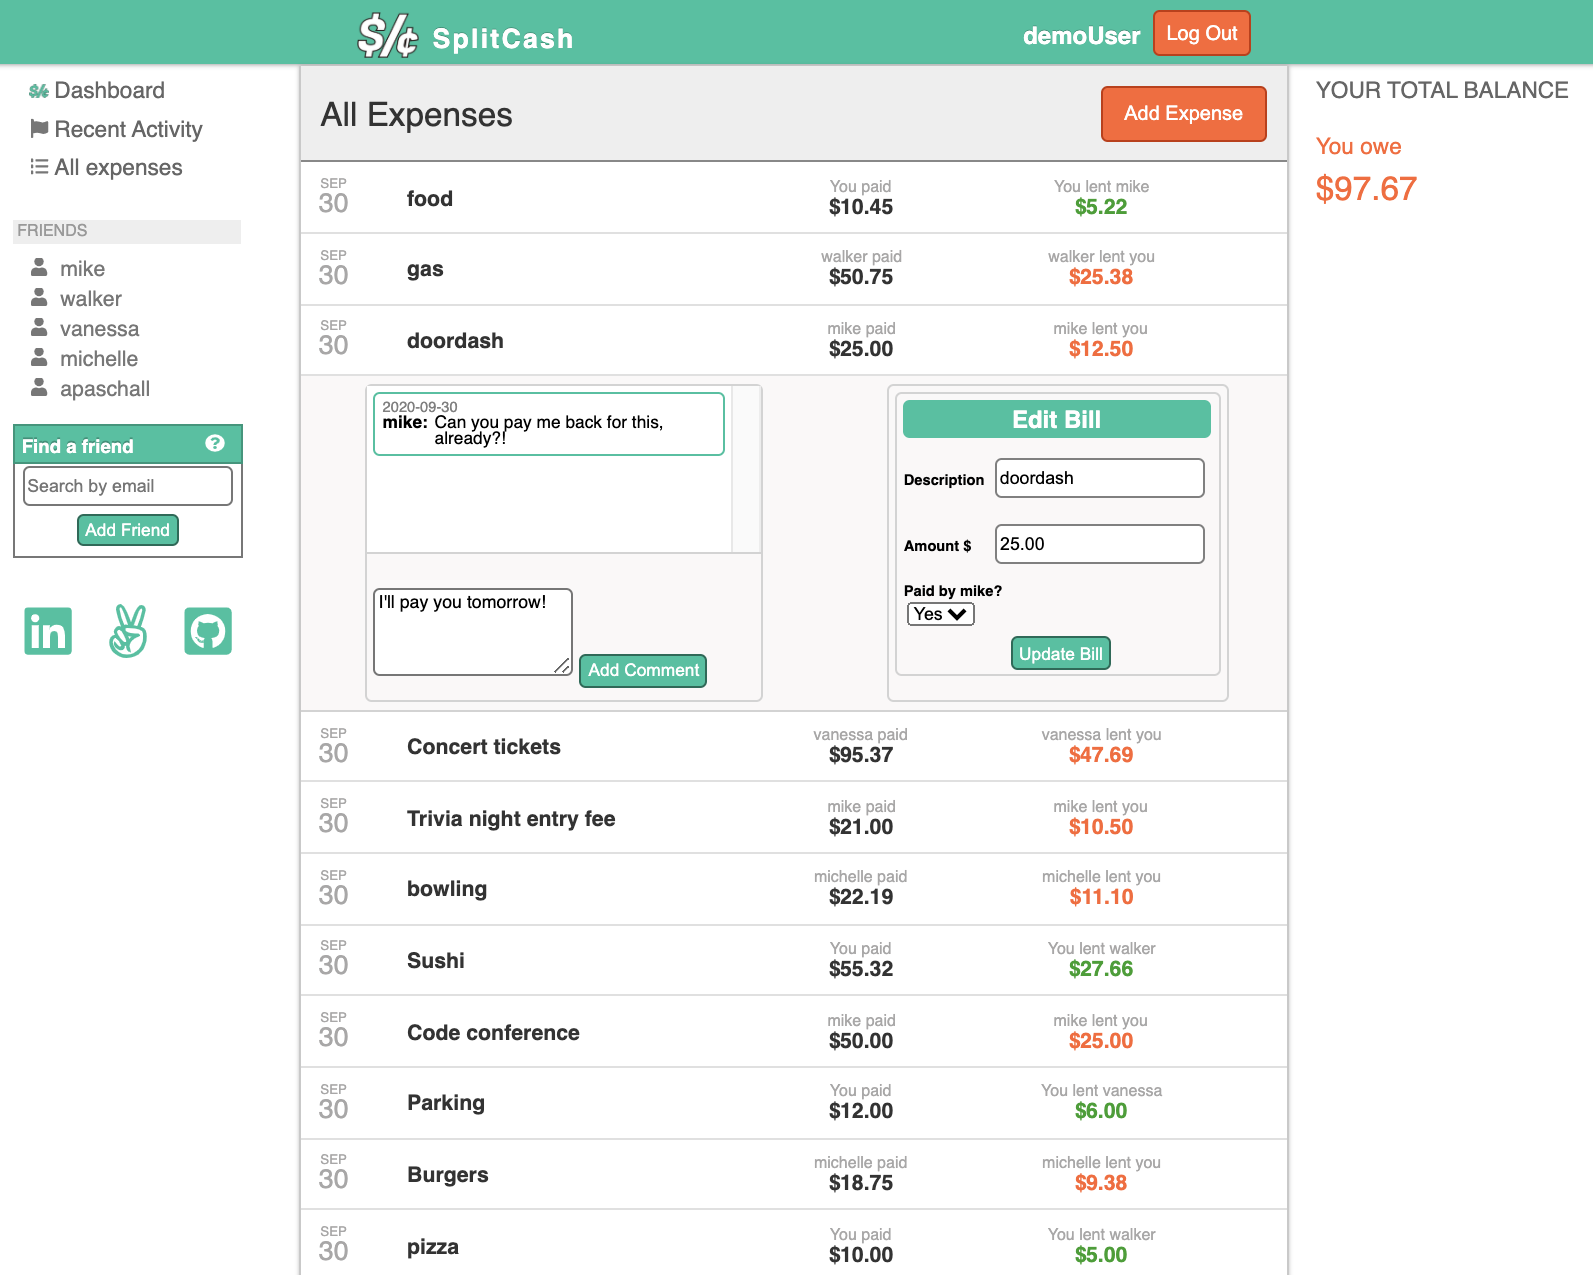 $/¢ SplitCash
demoUser
Log Out
Dashboard
Recent Activity
All expenses
FRIENDS
mike
walker
vanessa
michelle
apaschall
Find a friend
Search by email
Add Friend
in
All Expenses
Add Expense
SEP
30
food
You paid
$10.45
You lent mike
$5.22
SEP
30
gas
walker paid
$50.75
walker lent you
$25.38
SEP
30
doordash
mike paid
$25.00
mike lent you
$12.50
2020-09-30
mike: Can you pay me back for this,
already?!
I'll pay you tomorrow!
Add Comment
Edit Bill
Description
doordash
Amount $
25.00
Paid by mike?
Yes
Update Bill
SEP
30
Concert tickets
vanessa paid
$95.37
vanessa lent you
$47.69
SEP
30
Trivia night entry fee
mike paid
$21.00
mike lent you
$10.50
SEP
30
bowling
michelle paid
$22.19
michelle lent you
$11.10
SEP
30
Sushi
You paid
$55.32
You lent walker
$27.66
SEP
30
Code conference
mike paid
$50.00
mike lent you
$25.00
SEP
30
Parking
You paid
$12.00
You lent vanessa
$6.00
SEP
30
Burgers
michelle paid
$18.75
michelle lent you
$9.38
SEP
30
pizza
You paid
$10.00
You lent walker
$5.00
YOUR TOTAL BALANCE
You owe
$97.67